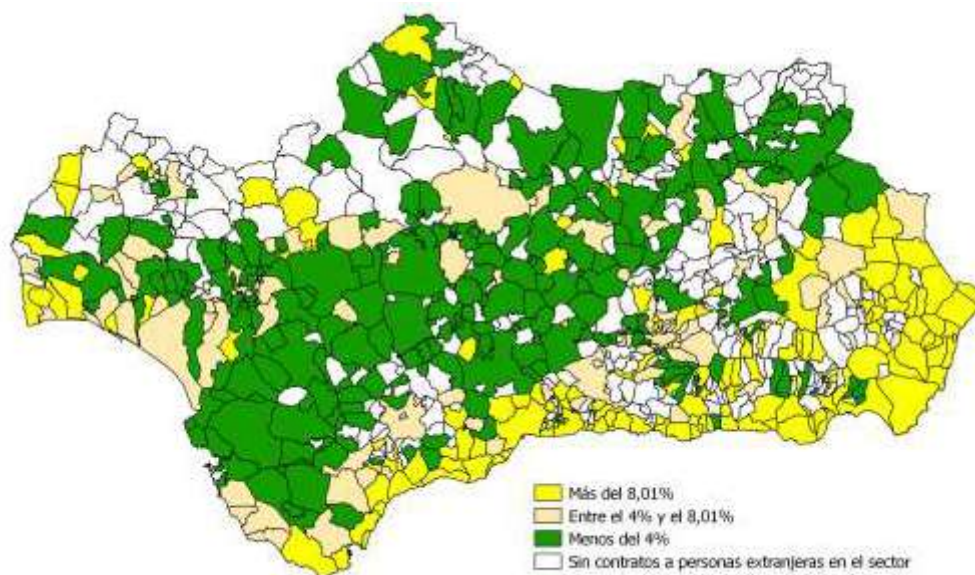 Más del 8,01%
Entre el 4% y el 8,01%
Menos del 4%
Sin contratos a personas extranjeras en el sector